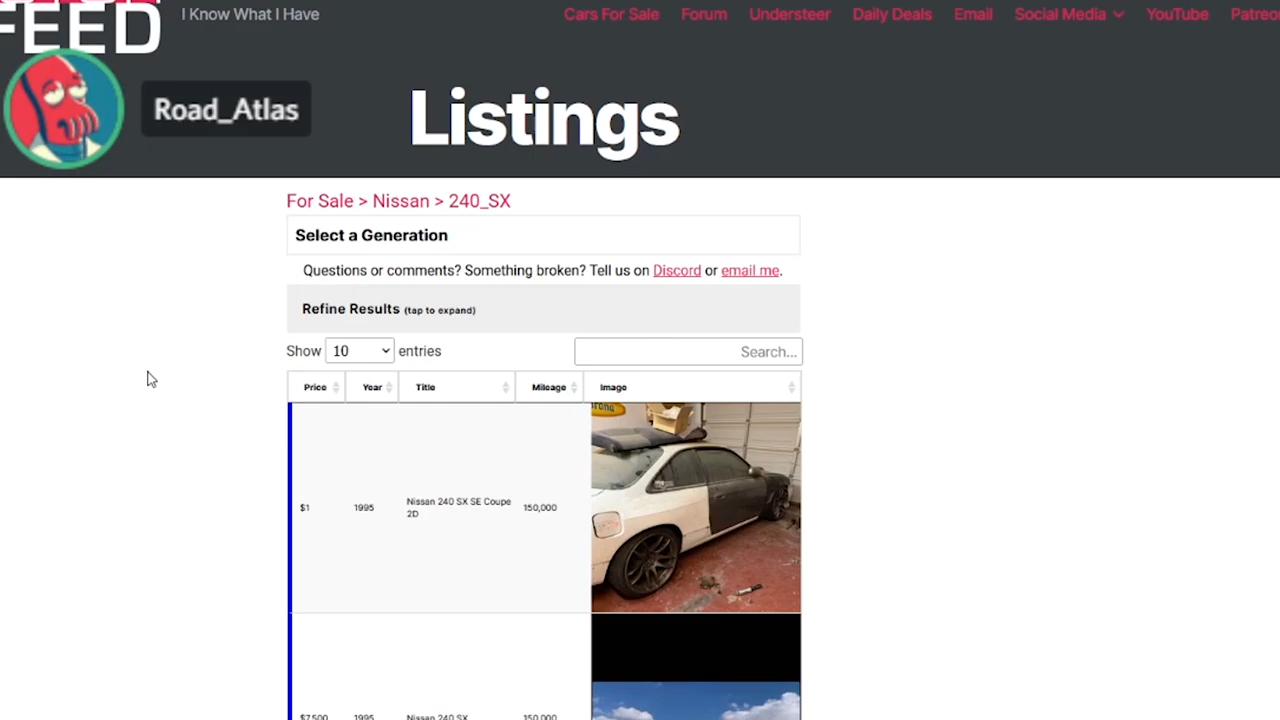 I Know What I Have
Cars For Sale Forum Understeer Daily Deals Email Social Media YouTube
FEED
Road_Atlas
Listings
For Sale > Nissan > 240_SX
Select a Generation
Questions or comments? Something broken? Tell us on Discord or email me.
Refine Results (tap to expand)
Show 10 entries
Search...
Price Year Title Mileage Image
$1 1995 Nissan 240 SX SE Coupe 2D 150,000
$7,500 1995 Nissan 240 SX 150,000